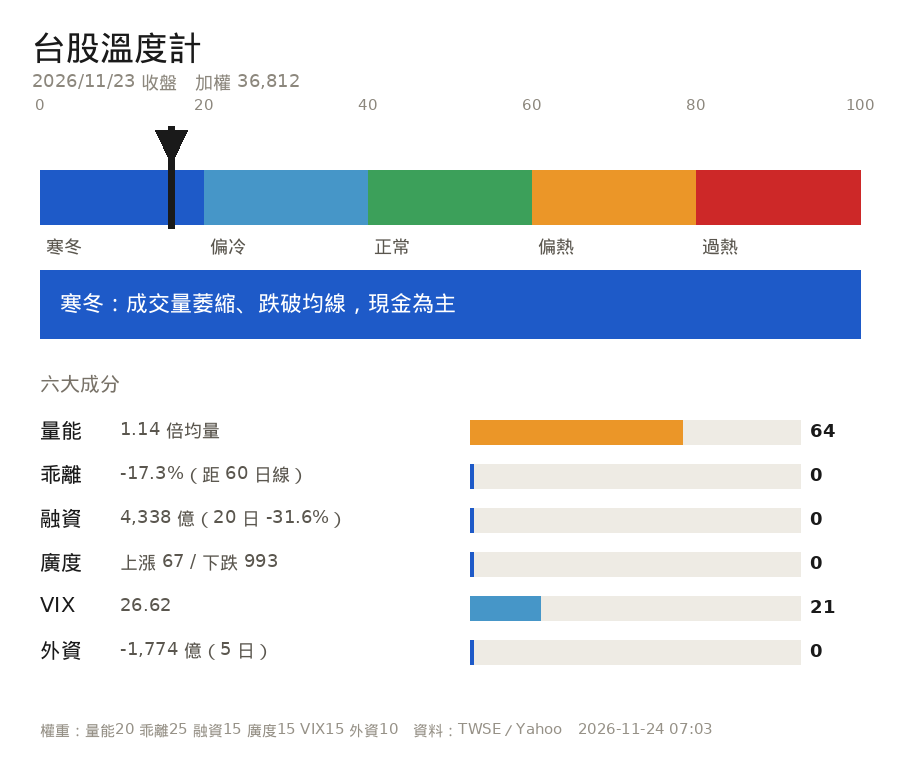 台股溫度計
2026/11/23 收盤 加權 36,812
0 20 40 60 80 100
寒冬 偏冷 正常 偏熱 過熱
寒冬：成交量萎縮、跌破均線，現金為主
六大成分
量能 1.14 倍均量 64
乖離 -17.3%（距 60 日線） 0
融資 4,338 億（20 日 -31.6%） 0
廣度 上漲 67 / 下跌 993 0
VIX 26.62 21
外資 -1,774 億（5 日） 0
權重：量能20 乖離25 融資15 廣度15 VIX15 外資10 資料：TWSE／Yahoo 2026-11-24 07:03